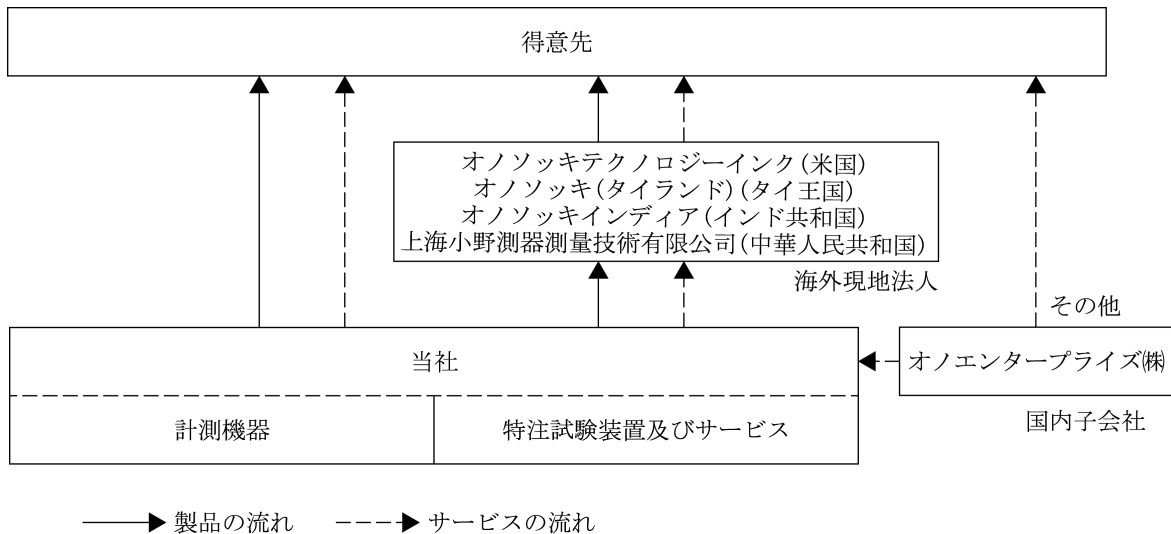 得意先
オノソッキテクノロジーインク(米国)
オノソッキ(タイランド)(タイ王国)
オノソッキインディア(インド共和国)
上海小野測器測量技術有限公司(中華人民共和国)
海外現地法人
その他
当社
オノエンタープライズ㈱
計測機器
特注試験装置及びサービス
国内子会社
製品の流れ
サービスの流れ